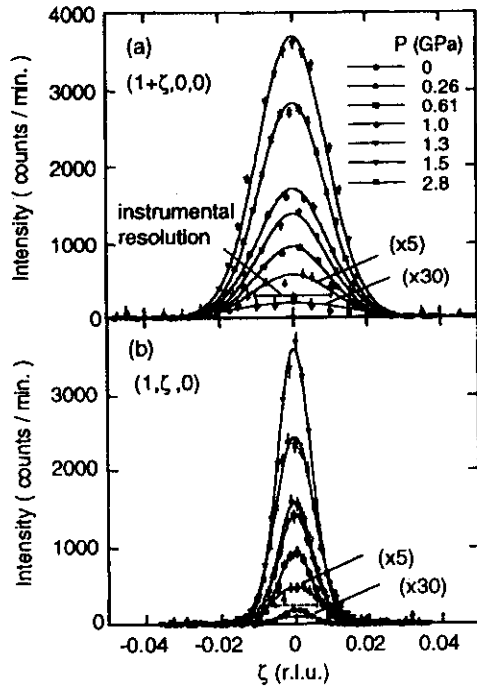 4000
3000
2000
1000
0
Intensity ( counts / min. )
(a)
(1+ζ,0,0)
P (GPa)
0
0.26
0.61
1.0
1.3
1.5
2.8
instrumental
resolution
(x5)
(x30)
(b)
(1,ζ,0)
3000
2000
1000
0
Intensity ( counts / min. )
(x5)
(x30)
-0.04
-0.02
0
0.02
0.04
ζ (r.l.u.)